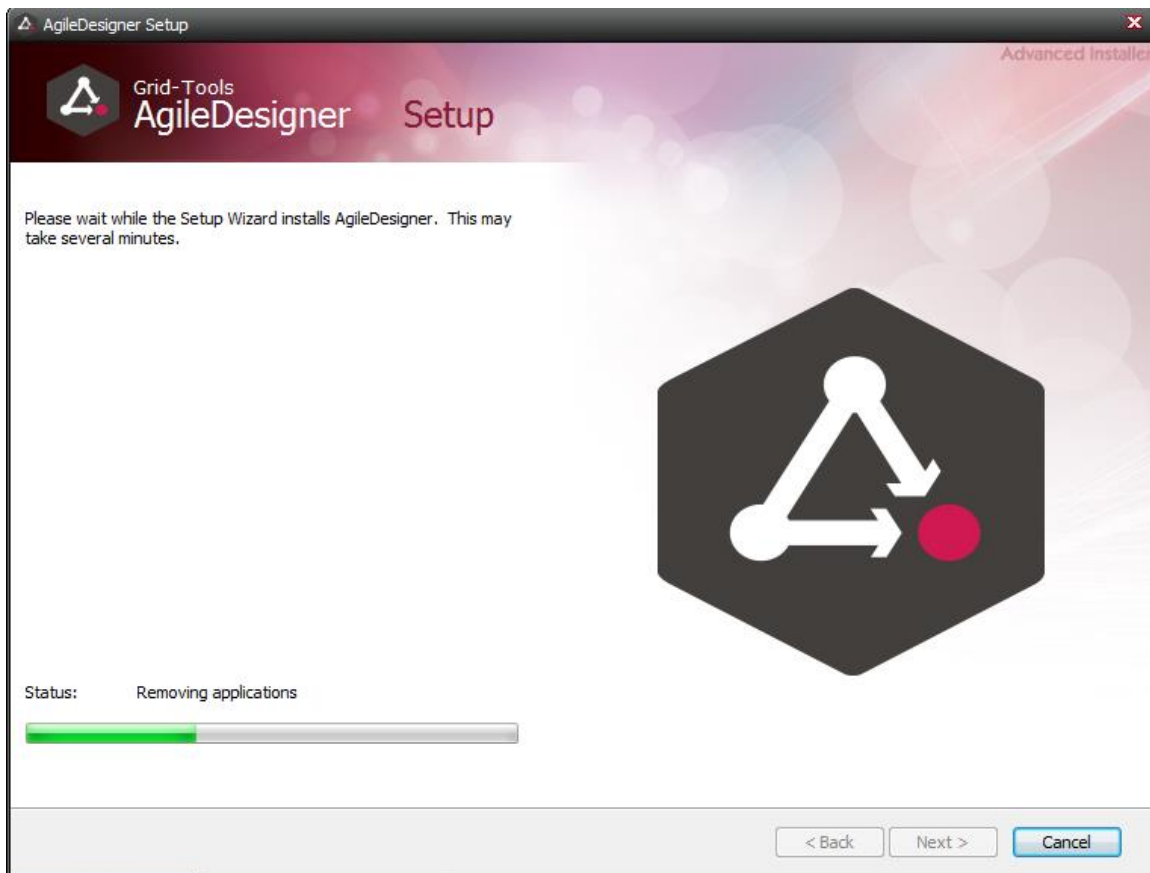 AgileDesigner Setup
Advanced Installer
Grid-Tools
AgileDesigner Setup
Please wait while the Setup Wizard installs AgileDesigner. This may
take several minutes.
Status: Removing applications
< Back Next > Cancel